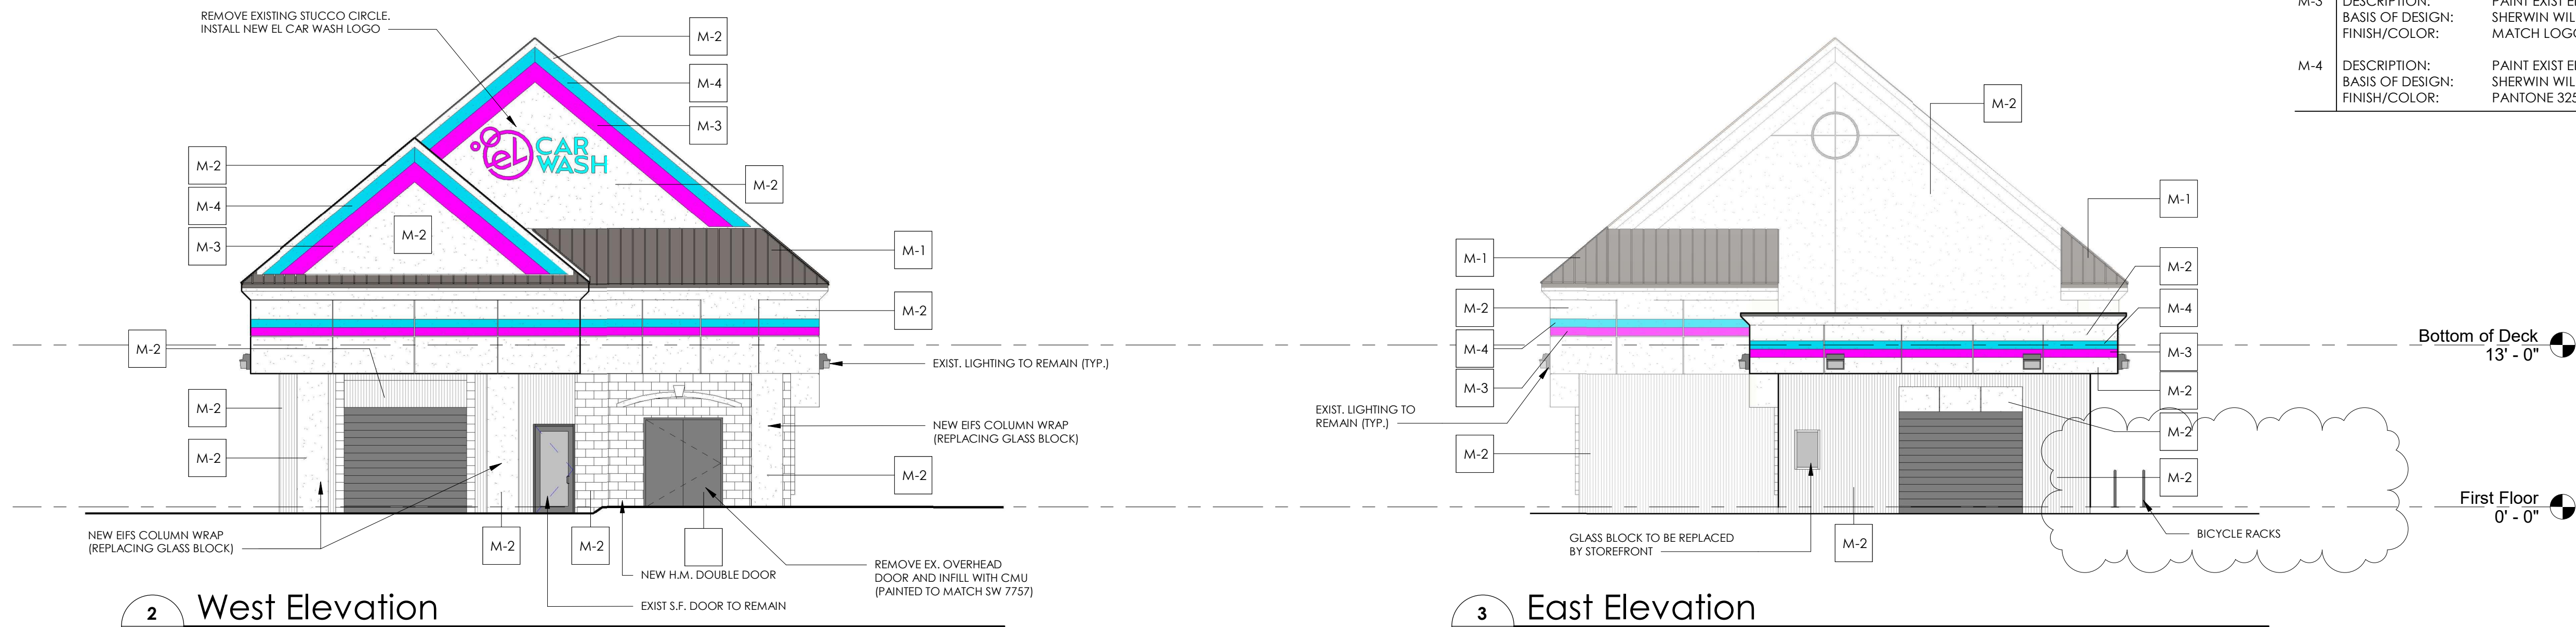 REMOVE EXISTING STUCCO CIRCLE.
INSTALL NEW EL CAR WASH LOGO
M-2
M-4
M-3
M-2
eL CAR
WASH
M-2
M-4
M-3
M-2
M-1
M-2
M-2
EXIST. LIGHTING TO REMAIN (TYP.)
M-2
M-2
NEW EIFS COLUMN WRAP
(REPLACING GLASS BLOCK)
M-2
NEW EIFS COLUMN WRAP
(REPLACING GLASS BLOCK)
M-2
M-2
NEW H.M. DOUBLE DOOR
EXIST S.F. DOOR TO REMAIN
REMOVE EX. OVERHEAD
DOOR AND INFILL WITH CMU
(PAINTED TO MATCH SW 7757)
2 West Elevation
M-2
M-1
M-1
M-2
M-2
M-4
M-4
M-3
M-3
M-2
EXIST. LIGHTING TO
REMAIN (TYP.)
M-2
M-2
M-2
GLASS BLOCK TO BE REPLACED
BY STOREFRONT
M-2
BICYCLE RACKS
3 East Elevation
M-3 DESCRIPTION:
BASIS OF DESIGN: SHERWIN
FINISH/COLOR: MATCH
M-4 DESCRIPTION: PAINT EXIST
BASIS OF DESIGN: SHERWIN
FINISH/COLOR: PANTONE
Bottom of Deck
13' - 0"
First Floor
0' - 0"